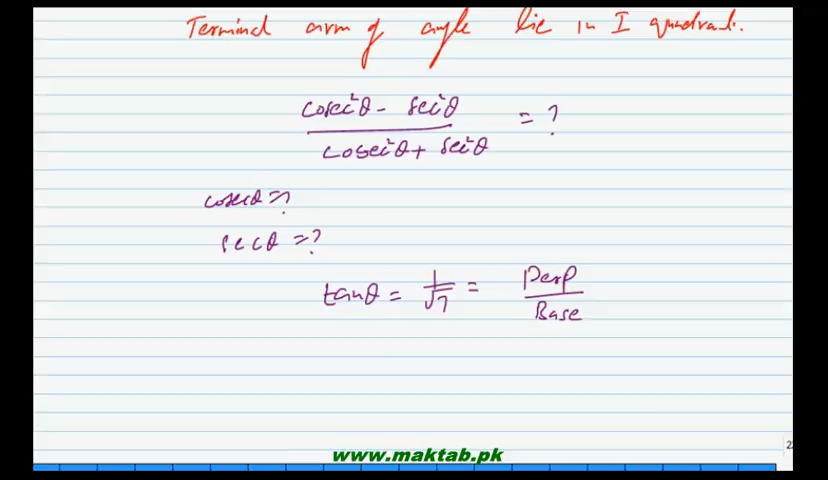 Terminal arm of angle lie in I quadrant.
cosec²θ - sec²θ
= ?
cosec²θ + sec²θ
cosecθ = ?
secθ = ?
tanθ = 1/√7 = Perp/Base
www.maktab.pk